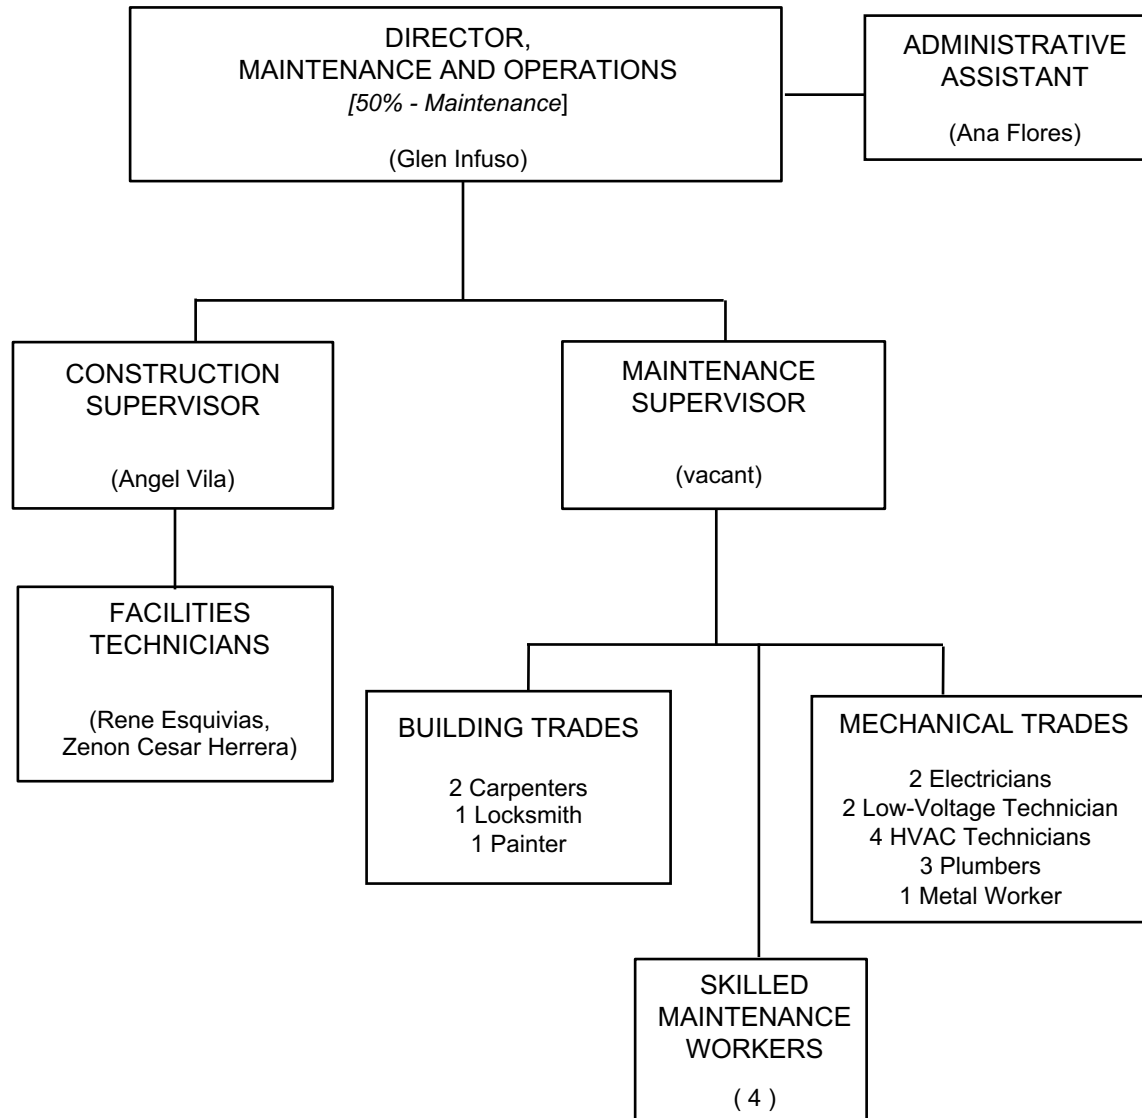 DIRECTOR,
MAINTENANCE AND OPERATIONS
[50% - Maintenance]
(Glen Infuso)
ADMINISTRATIVE
ASSISTANT
(Ana Flores)
CONSTRUCTION
SUPERVISOR
(Angel Vila)
MAINTENANCE
SUPERVISOR
(vacant)
FACILITIES
TECHNICIANS
(Rene Esquivias,
Zenon Cesar Herrera)
BUILDING TRADES
2 Carpenters
1 Locksmith
1 Painter
MECHANICAL TRADES
2 Electricians
2 Low-Voltage Technician
4 HVAC Technicians
3 Plumbers
1 Metal Worker
SKILLED
MAINTENANCE
WORKERS
( 4 )